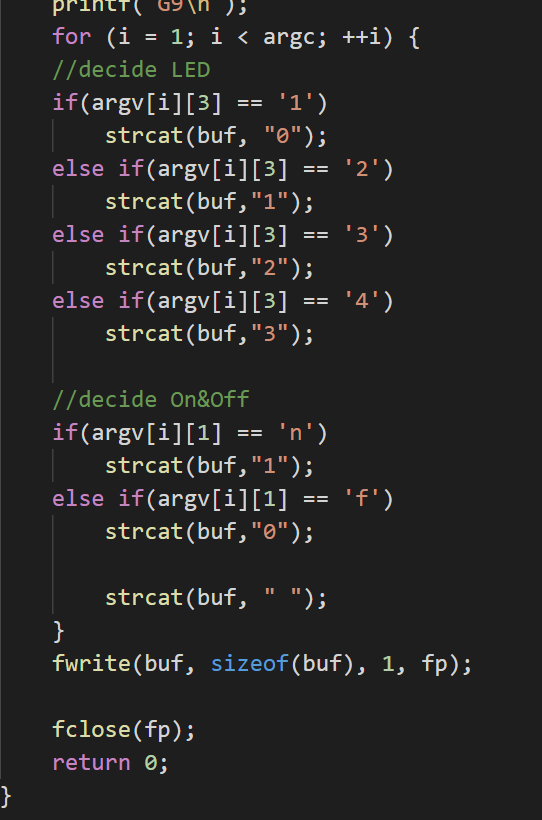 printf("G9\n");
for (i = 1; i < argc; ++i) {
//decide LED
if(argv[i][3] == '1')
strcat(buf, "0");
else if(argv[i][3] == '2')
strcat(buf,"1");
else if(argv[i][3] == '3')
strcat(buf,"2");
else if(argv[i][3] == '4')
strcat(buf,"3");
//decide On&Off
if(argv[i][1] == 'n')
strcat(buf,"1");
else if(argv[i][1] == 'f')
strcat(buf,"0");
strcat(buf, " ");
}
fwrite(buf, sizeof(buf), 1, fp);
fclose(fp);
return 0;
}